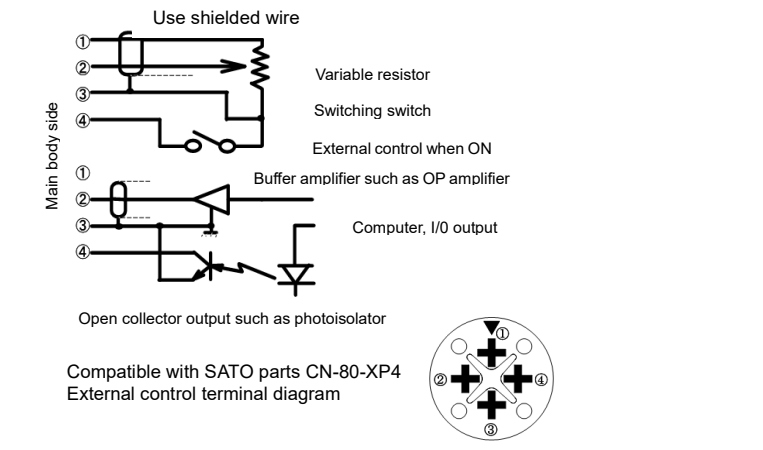 Use shielded wire
①
②
Variable resistor
③
Switching switch
④
External control when ON
Main body side
①
Buffer amplifier such as OP amplifier
②
③
Computer, I/0 output
④
Open collector output such as photoisolator
①
Compatible with SATO parts CN-80-XP4
② ④
External control terminal diagram
③